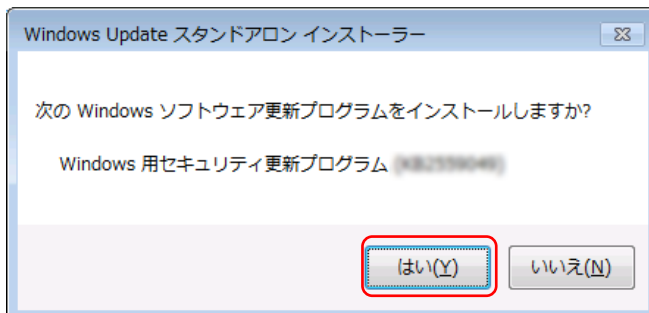 Windows Update スタンドアロン インストーラー
次の Windows ソフトウェア更新プログラムをインストールしますか?
Windows 用セキュリティ更新プログラム
はい(Y)
いいえ(N)